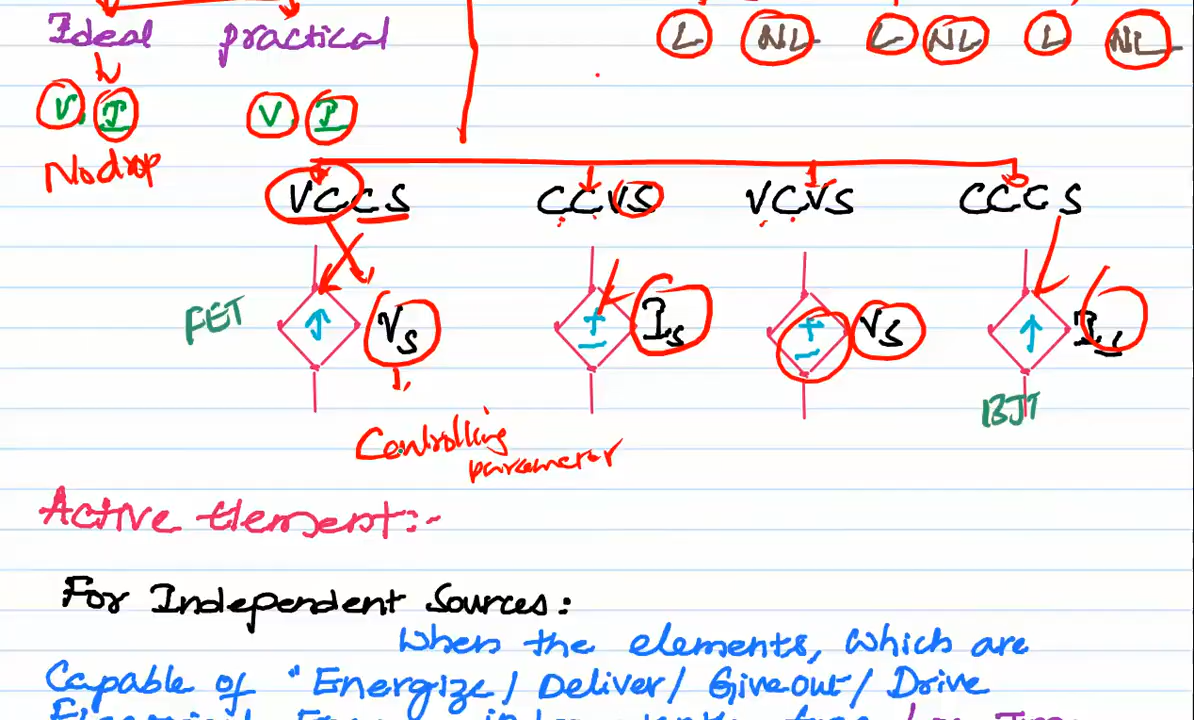 Ideal practical
L NL L NL L NL
V, I V, I
No drop
VCCS CCVS VCVS CCCS
FET Vs Is Vs Is
BJT
Controlling
parameter
Active Element:-
For Independent Sources:
When the elements, which are
Capable of "Energize/ Deliver/ Giveout/ Drive